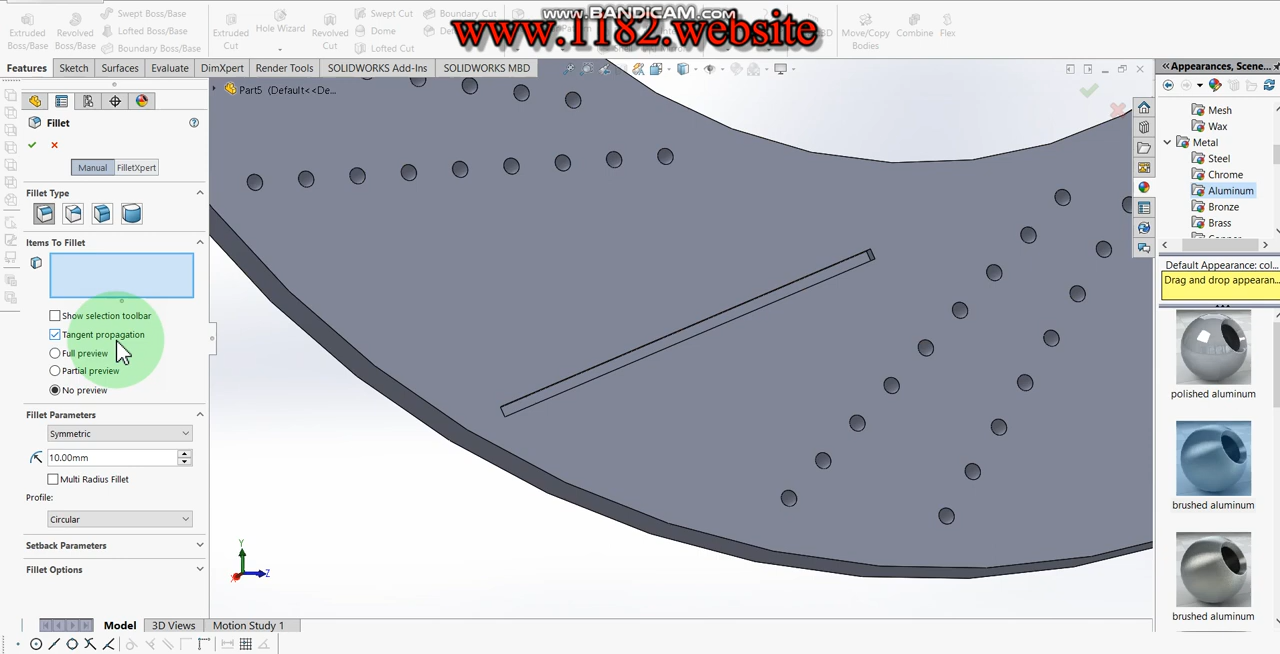 www.BANDICAM.com
www.1182.website
Extruded Boss/Base
Revolved Boss/Base
Swept Boss/Base
Lofted Boss/Base
Boundary Boss/Base
Extruded Cut
Hole Wizard
Revolved Cut
Swept Cut
Dome
Lofted Cut
Boundary Cut
Move/Copy Bodies
Combine
Flex
Features
Sketch
Surfaces
Evaluate
DimXpert
Render Tools
SOLIDWORKS Add-Ins
SOLIDWORKS MBD
Part5 (Default<<De...
Fillet
Manual
FilletXpert
Fillet Type
Items To Fillet
Show selection toolbar
Tangent propagation
Full preview
Partial preview
No preview
Fillet Parameters
Symmetric
10.00mm
Multi Radius Fillet
Profile:
Circular
Setback Parameters
Fillet Options
Y
Z
Model
3D Views
Motion Study 1
Appearances, Scene...
Mesh
Wax
Metal
Steel
Chrome
Aluminum
Bronze
Brass
Default Appearance: col...
Drag and drop appearan...
polished aluminum
brushed aluminum
brushed aluminum